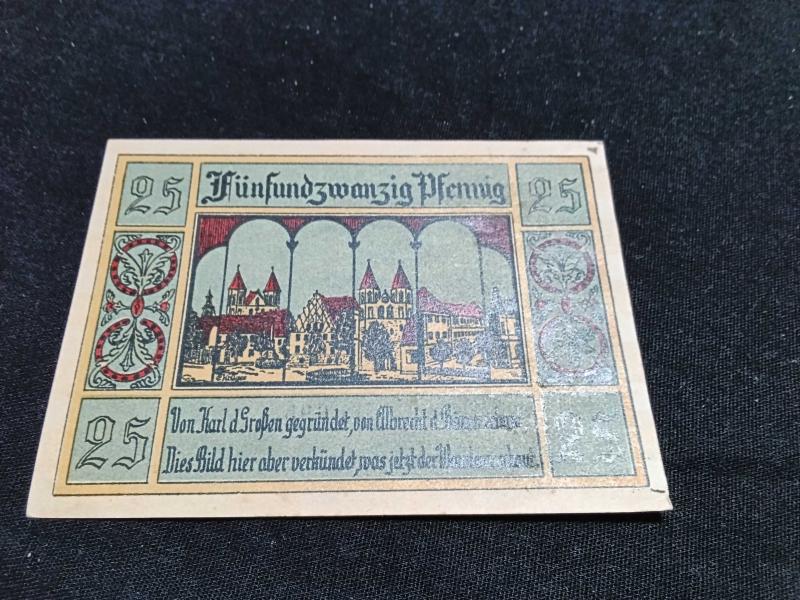 25 Fünfundzwanzig Pfennig 25
25 Von Karl d. Großen gegründet, von Albrecht d. 25
Dies Bild hier aber verkündet, was jetzt der